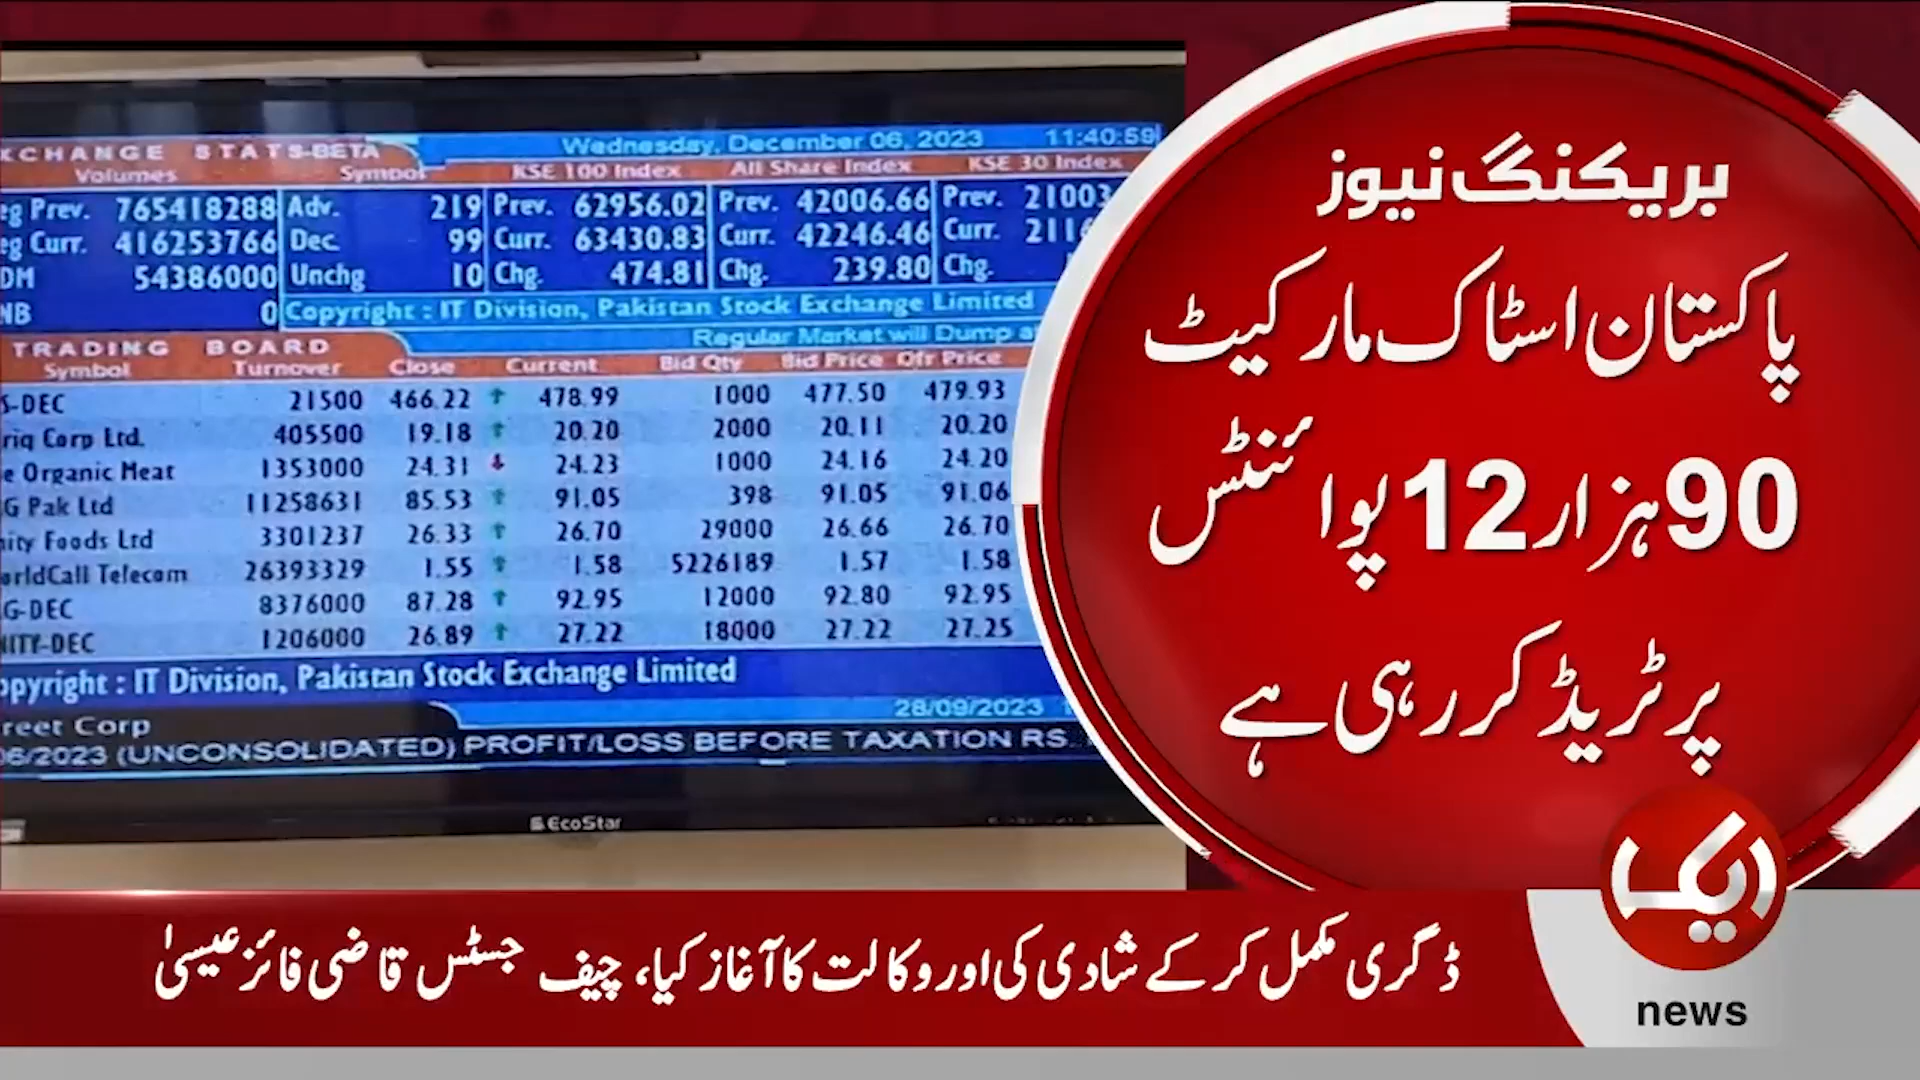 XCHANGE STATS-BETA
Wednesday, December 06, 2023 11:40:59
Volumes Symbol KSE 100 Index All Share Index KSE 30 Index
eg Prev. 765418288 Adv. 219 Prev. 62956.02 Prev. 42006.66 Prev. 21003
eg Curr. 416253766 Dec. 99 Curr. 63430.83 Curr. 42246.46 Curr. 2116
DM 54386000 Unchg 10 Chg. 474.81 Chg. 239.80 Chg.
NB 0 Copyright : IT Division, Pakistan Stock Exchange Limited
TRADING BOARD Regular Market will Dump a
Symbol Turnover Close Current Bid Qty Bid Price Ofr Price
S-DEC 21500 466.22 ↑ 478.99 1000 477.50 479.93
riq Corp Ltd. 405500 19.18 ↑ 20.20 2000 20.11 20.20
e Organic Meat 1353000 24.31 ↓ 24.23 1000 24.16 24.20
G Pak Ltd 11258631 85.53 ↑ 91.05 398 91.05 91.06
nity Foods Ltd 3301237 26.33 ↑ 26.70 29000 26.66 26.70
orldCall Telecom 26393329 1.55 ↑ 1.58 5226189 1.57 1.58
G-DEC 8376000 87.28 ↑ 92.95 12000 92.80 92.95
NITY-DEC 1206000 26.89 ↑ 27.22 18000 27.22 27.25
opyright : IT Division, Pakistan Stock Exchange Limited
28/09/2023
reet Corp
06/2023 (UNCONSOLIDATED) PROFIT/LOSS BEFORE TAXATION RS.
EcoStar
بریکنگ نیوز
پاکستان اسٹاک مارکیٹ
90 ہزار 12 پوائنٹس
پر ٹریڈ کر رہی ہے
ایک
news
ڈگری مکمل کر کے شادی کی اور وکالت کا آغاز کیا، چیف جسٹس قاضی فائز عیسیٰ